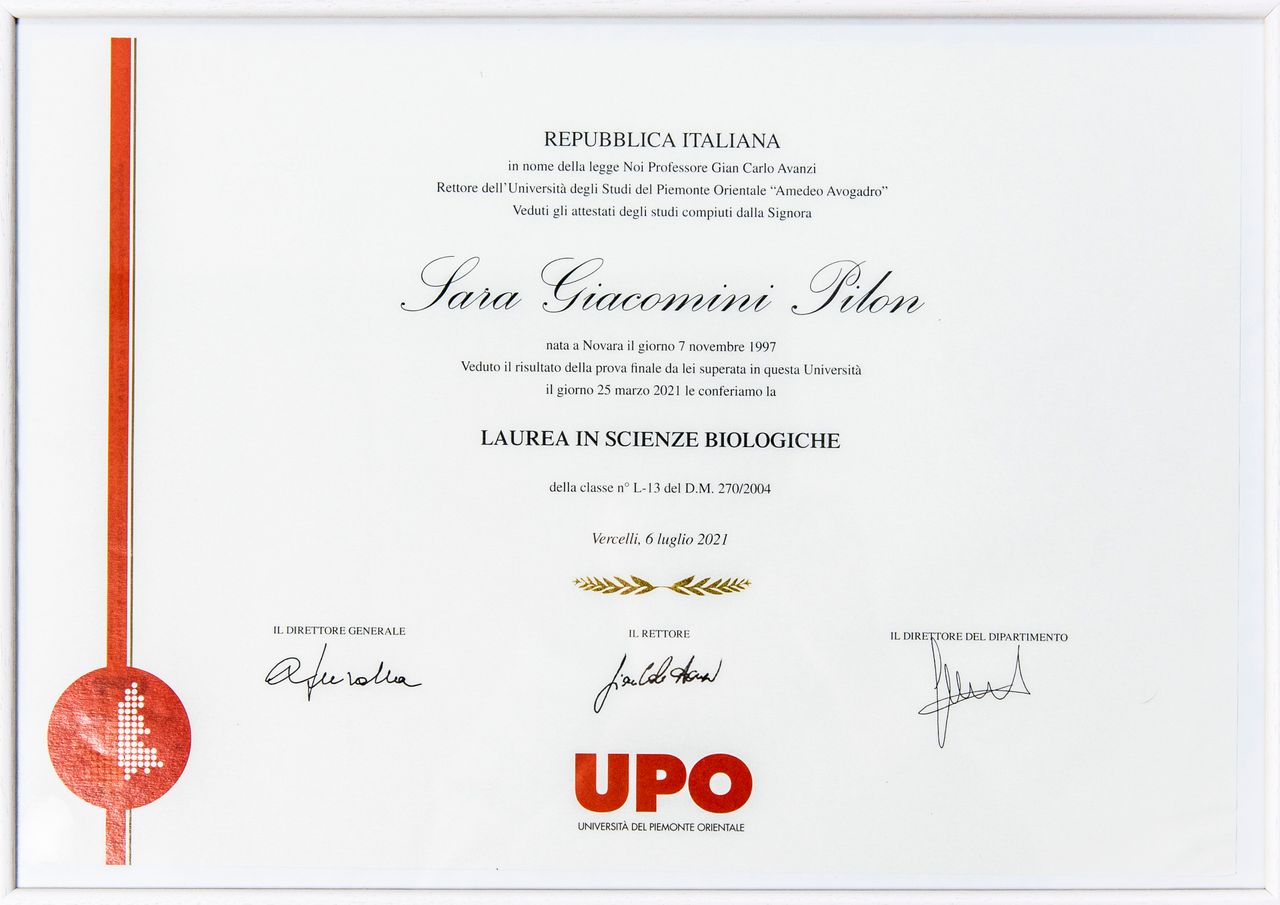 REPUBBLICA ITALIANA
in nome della legge Noi Professore Gian Carlo Avanzi
Rettore dell'Università degli Studi del Piemonte Orientale “Amedeo Avogadro”
Veduti gli attestati degli studi compiuti dalla Signora
Sara Giacomini Pilon
nata a Novara il giorno 7 novembre 1997
Veduto il risultato della prova finale da lei superata in questa Università
il giorno 25 marzo 2021 le conferiamo la
LAUREA IN SCIENZE BIOLOGICHE
della classe n° L-13 del D.M. 270/2004
Vercelli, 6 luglio 2021
IL DIRETTORE GENERALE
IL RETTORE
IL DIRETTORE DEL DIPARTIMENTO
UPO
UNIVERSITÀ DEL PIEMONTE ORIENTALE